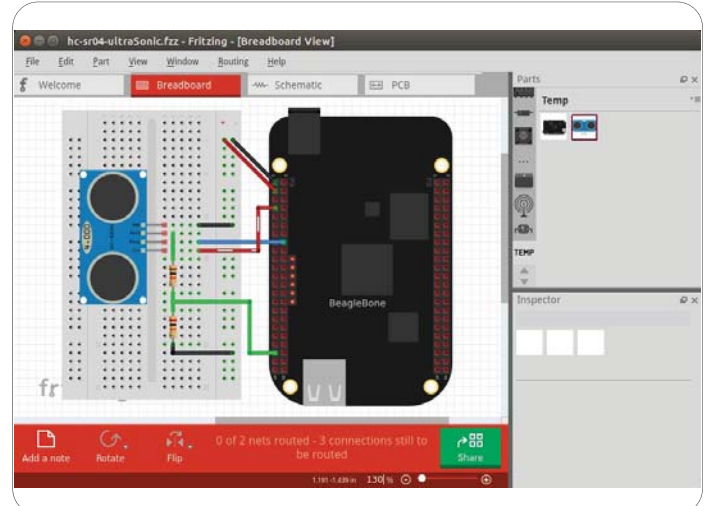 hc-sr04-ultraSonic.fzz - Fritzing - [Breadboard View]
File Edit Part View Window Routing Help
Welcome Breadboard Schematic PCB
Parts
Temp
TEMP
BeagleBone
Inspector
fr
Add a note Rotate Flip
0 of 2 nets routed - 3 connections still to
be routed
Share
130 %